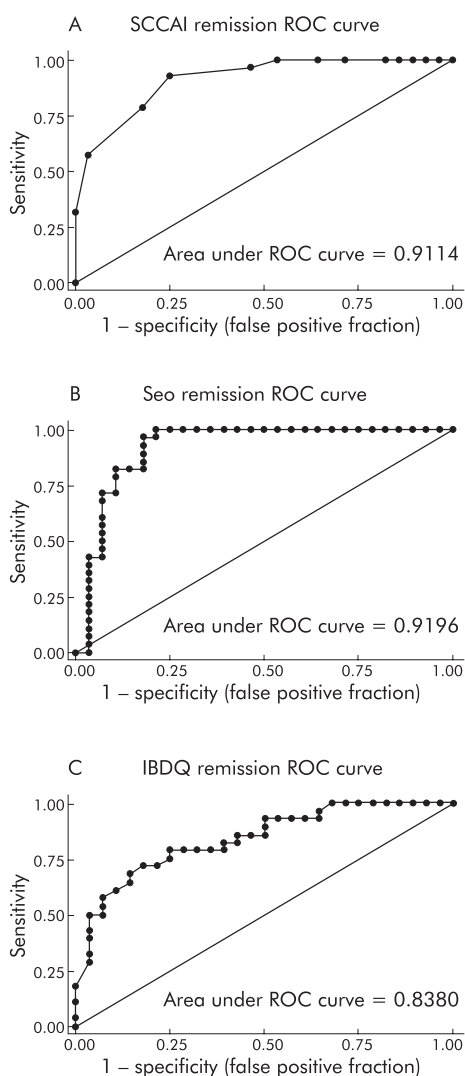 A SCCAI remission ROC curve
1.00
0.75
0.50
0.25
0.00
Sensitivity
Area under ROC curve = 0.9114
0.00 0.25 0.50 0.75 1.00
1 – specificity (false positive fraction)
B Seo remission ROC curve
1.00
0.75
0.50
0.25
0.00
Sensitivity
Area under ROC curve = 0.9196
0.00 0.25 0.50 0.75 1.00
1 – specificity (false positive fraction)
C IBDQ remission ROC curve
1.00
0.75
0.50
0.25
0.00
Sensitivity
Area under ROC curve = 0.8380
0.00 0.25 0.50 0.75 1.00
1 – specificity (false positive fraction)